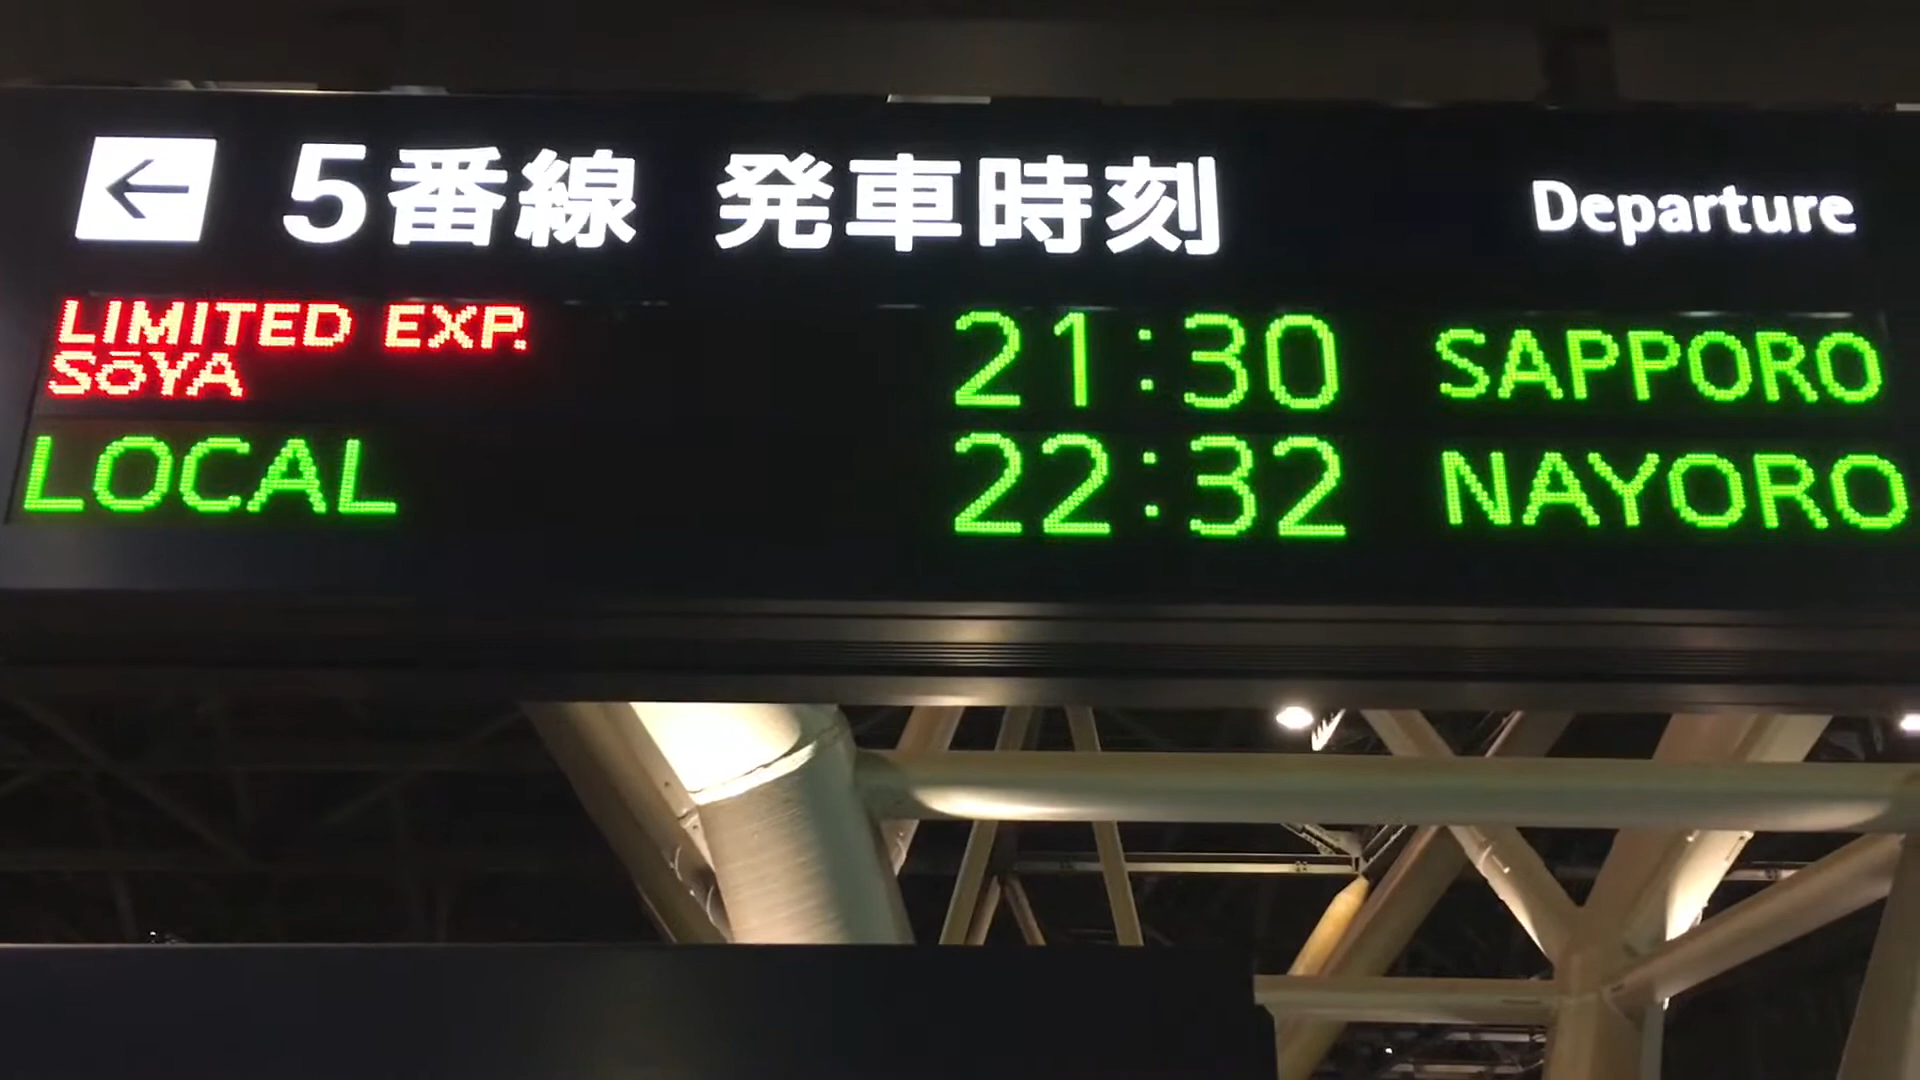 ← 5番線 発車時刻 Departure
LIMITED EXP. SōYA 21:30 SAPPORO
LOCAL 22:32 NAYORO